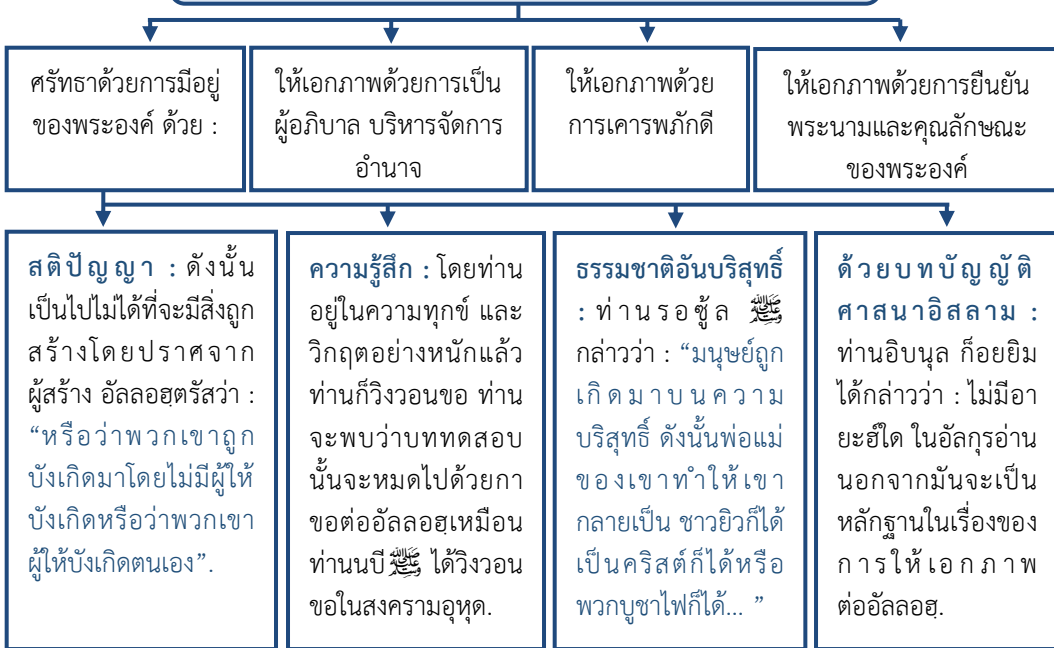 ศรัทธาด้วยการมีอยู่
ของพระองค์ ด้วย :
ให้เอกภาพด้วยการเป็น
ผู้อภิบาล บริหารจัดการ
อำนาจ
ให้เอกภาพด้วย
การเคารพภักดี
ให้เอกภาพด้วยการยืนยัน
พระนามและคุณลักษณะ
ของพระองค์
สติปัญญา : ดังนั้น
เป็นไปไม่ได้ที่จะมีสิ่งถูก
สร้างโดยปราศจาก
ผู้สร้าง อัลลอฮฺตรัสว่า :
“หรือว่าพวกเขาถูก
บังเกิดมาโดยไม่มีผู้ให้
บังเกิดหรือว่าพวกเขา
ผู้ให้บังเกิดตนเอง”.
ความรู้สึก : โดยท่าน
อยู่ในความทุกข์ และ
วิกฤตอย่างหนักแล้ว
ท่านก็วิงวอนขอ ท่าน
จะพบว่าบททดสอบ
นั้นจะหมดไปด้วยกา
ขอต่ออัลลอฮฺเหมือน
ท่านนบี ﷺ ได้วิงวอน
ขอในสงครามอุหุด.
ธรรมชาติอันบริสุทธิ์
: ท่านรอซู้ล ﷺ
กล่าวว่า : “มนุษย์ถูก
เกิดมาบนความ
บริสุทธิ์ ดังนั้นพ่อแม่
ของเขาทำให้เขา
กลายเป็น ชาวยิวก็ได้
เป็นคริสต์ก็ได้หรือ
พวกบูชาไฟก็ได้... ”
ด้วยบทบัญญัติ
ศาสนาอิสลาม :
ท่านอิบนุล ก็อยยิม
ได้กล่าวว่า : ไม่มีอา
ยะฮ์ใด ในอัลกุรอ่าน
นอกจากมันจะเป็น
หลักฐานในเรื่องของ
การให้เอกภาพ
ต่ออัลลอฮฺ.